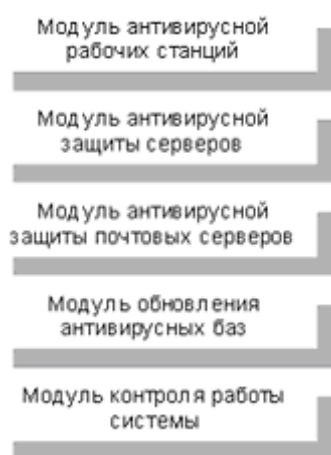 Модуль антивирусной
рабочих станций
Модуль антивирусной
защиты серверов
Модуль антивирусной
защиты почтовых серверов
Модуль обновления
антивирусных баз
Модуль контроля работы
системы